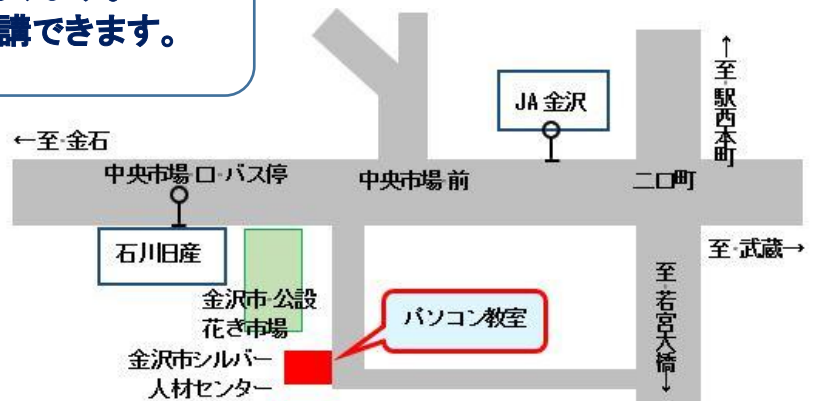 講できます。
←至・金石
中央市場・口・バス停
石川日産
金沢市・公設
花き市場
金沢市シルバー
人材センター
パソコン教室
中央市場・前
JA 金沢
二口町
←至・駅西本町
至・武蔵→
至・若宮大橋→